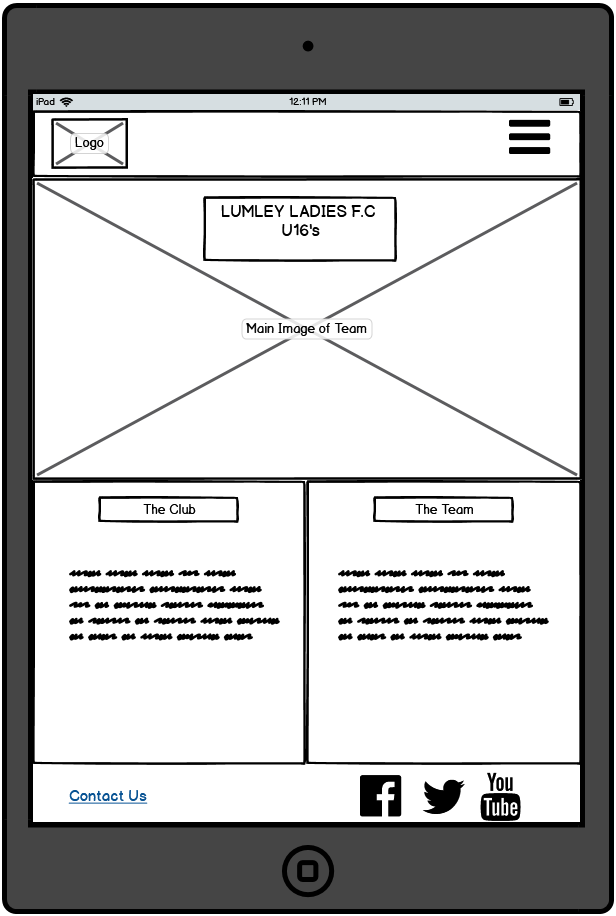 iPad 12:11 PM
Logo
LUMLEY LADIES F.C
U16's
Main Image of Team
The Club
The Team
Contact Us
You
Tube